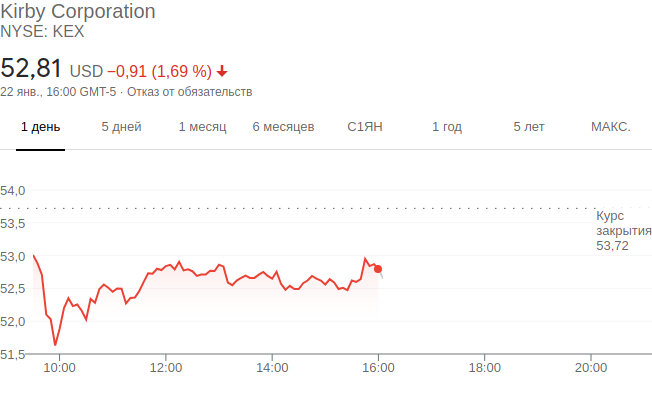 Kirby Corporation
NYSE: KEX
52,81 USD −0,91 (1,69 %)
22 янв., 16:00 GMT-5 · Отказ от обязательств
1 день 5 дней 1 месяц 6 месяцев С1ЯН 1 год 5 лет МАКС.
54,0
53,5
Курс
закрытия
53,72
53,0
52,5
52,0
51,5
10:00 12:00 14:00 16:00 18:00 20:00